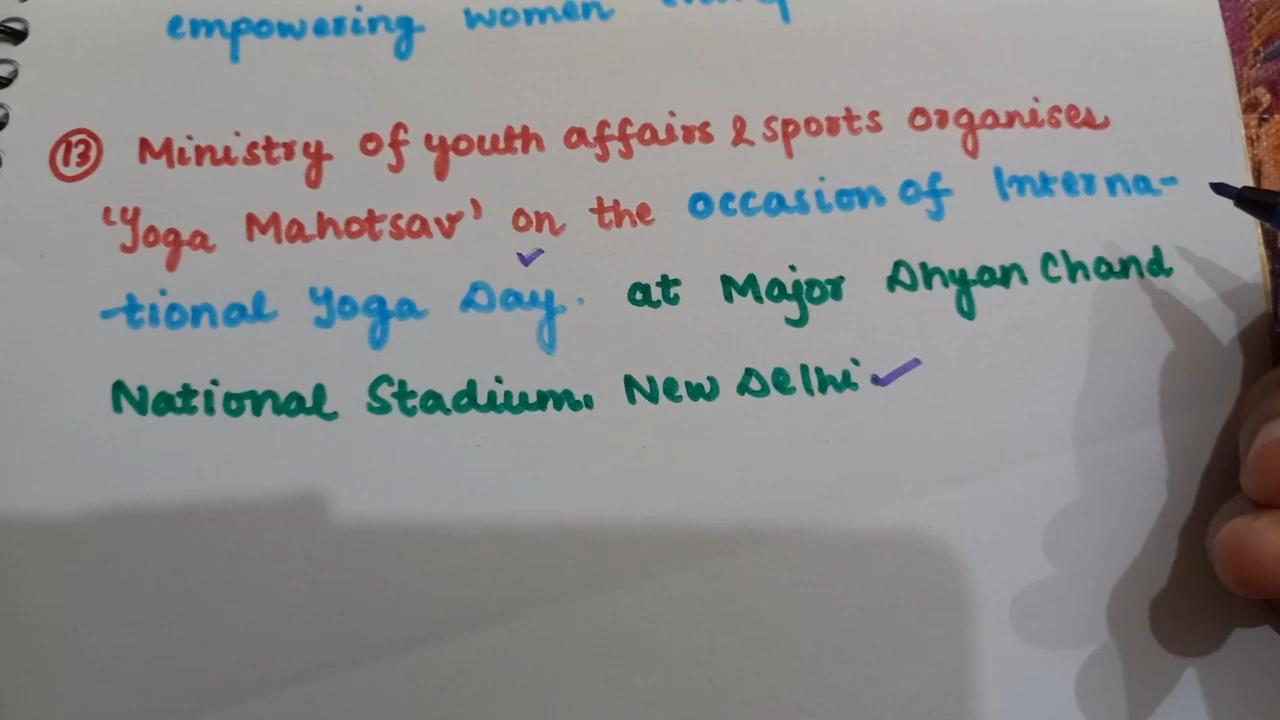 empowering women
13 Ministry of youth affairs & sports organises
'Yoga Mahotsav' on the occasion of Interna-
-tional Yoga Day. at Major Dhyan Chand
National Stadium, New Delhi